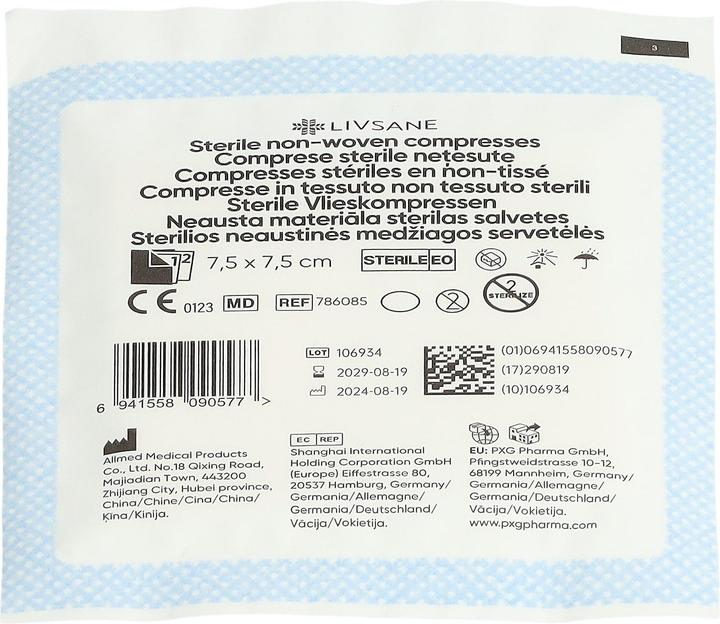 3
LIVSANE
Sterile non-woven compresses
Comprese sterile nețesute
Compresses stériles en non-tissé
Compresse in tessuto non tessuto sterili
Sterile Vlieskompressen
Neausta materiāla sterilas salvetes
Sterilios neaustinės medžiagos servetėlės
1 2 7,5 x 7,5 cm STERILE EO
CE 0123 MD REF 786085 2 2 STERILIZE
LOT 106934
2029-08-19
2024-08-19
(01)06941558090577
(17)290819
(10)106934
6 941558 090577 >
Allmed Medical Products
Co., Ltd. No.18 Qixing Road,
Majiadian Town, 443200
Zhijiang City, Hubei province,
China/Chine/Cina/China/
Ķīna/Kinija.
EC REP
Shanghai International
Holding Corporation GmbH
(Europe) Eiffestrasse 80,
20537 Hamburg, Germany/
Germania/Allemagne/
Germania/Deutschland/
Vācija/Vokietija.
EU: PXG Pharma GmbH,
Pfingstweidstrasse 10-12,
68199 Mannheim, Germany/
Germania/Allemagne/
Germania/Deutschland/
Vācija/Vokietija.
www.pxgpharma.com